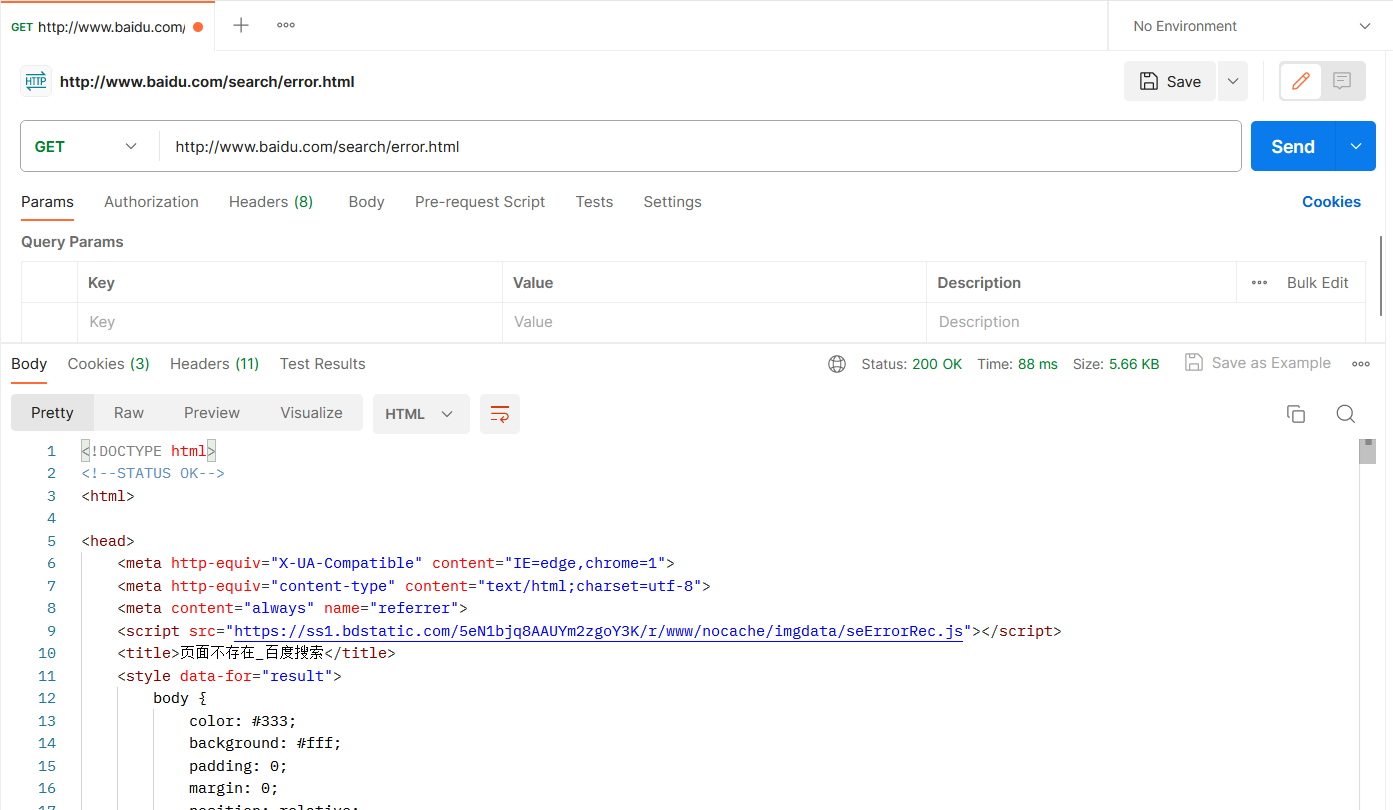 GET http://www.baidu.com/
No Environment
HTTP http://www.baidu.com/search/error.html
Save
GET http://www.baidu.com/search/error.html
Send
Params Authorization Headers (8) Body Pre-request Script Tests Settings Cookies
Query Params
Key Value Description Bulk Edit
Key Value Description
Body Cookies (3) Headers (11) Test Results Status: 200 OK Time: 88 ms Size: 5.66 KB Save as Example
Pretty Raw Preview Visualize HTML
1 <!DOCTYPE html>
2 <!--STATUS OK-->
3 <html>
4
5 <head>
6 <meta http-equiv="X-UA-Compatible" content="IE=edge,chrome=1">
7 <meta http-equiv="content-type" content="text/html;charset=utf-8">
8 <meta content="always" name="referrer">
9 <script src="https://ss1.bdstatic.com/5eN1bjq8AAUYm2zgoY3K/r/www/nocache/imgdata/seErrorRec.js"></script>
10 <title>页面不存在_百度搜索</title>
11 <style data-for="result">
12 body {
13 color: #333;
14 background: #fff;
15 padding: 0;
16 margin: 0;
17 position: relative;